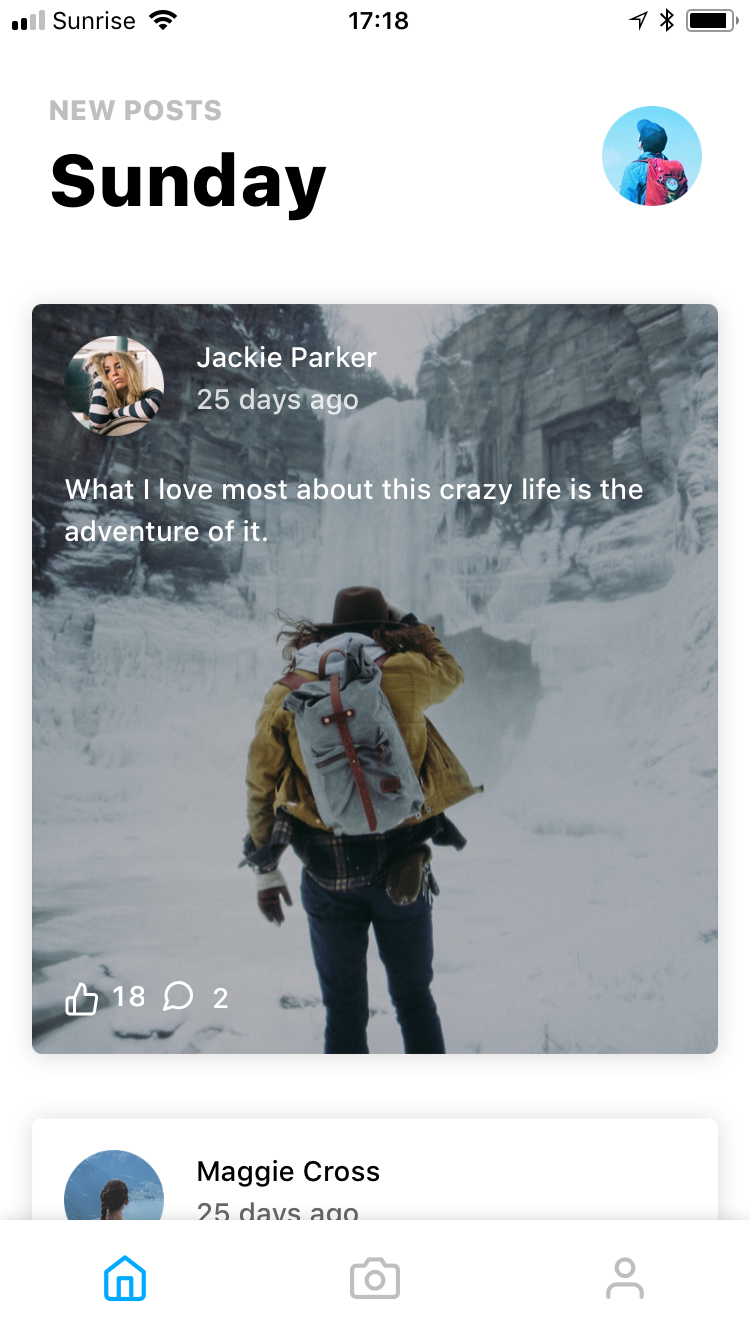 Sunrise 17:18
NEW POSTS
Sunday
Jackie Parker
25 days ago
What I love most about this crazy life is the
adventure of it.
18 2
Maggie Cross
25 days ago